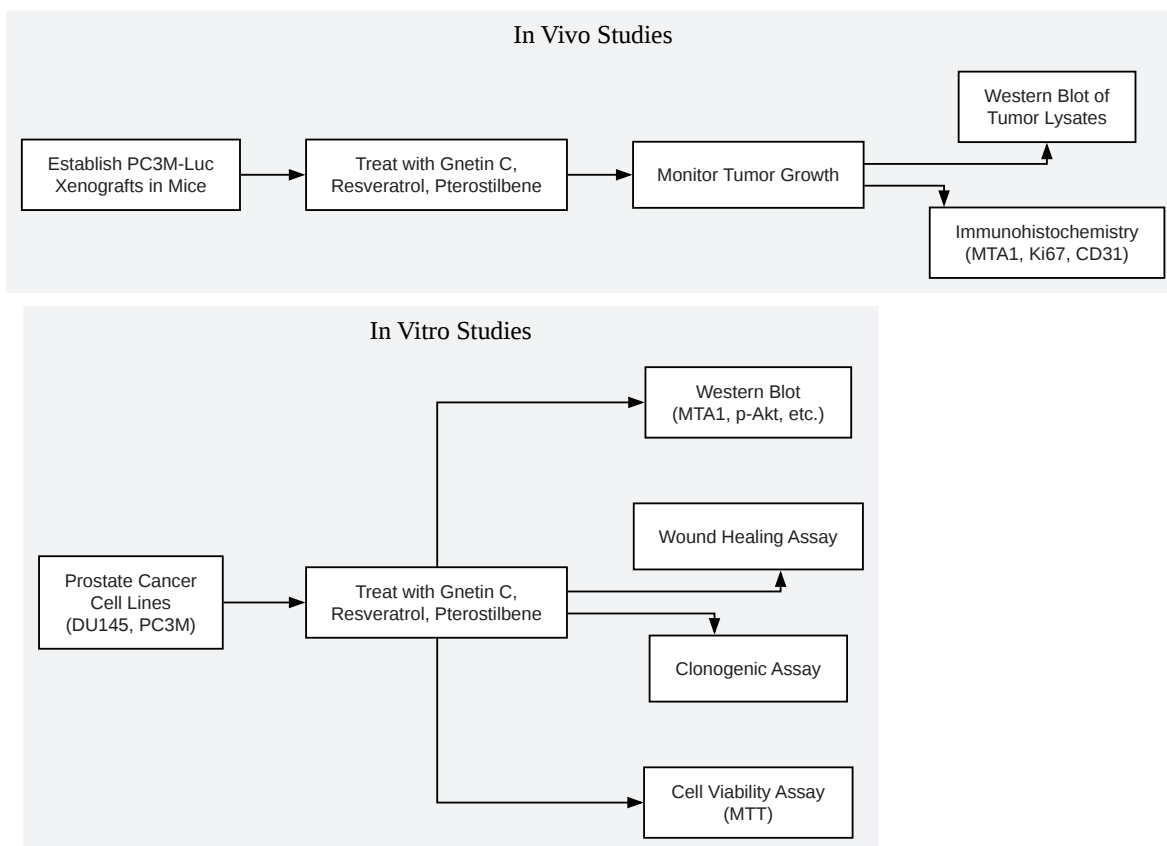 In Vivo Studies
Establish PC3M-Luc
Xenografts in Mice
Treat with Gnetin C,
Resveratrol, Pterostilbene
Monitor Tumor Growth
Western Blot of
Tumor Lysates
Immunohistochemistry
(MTA1, Ki67, CD31)
In Vitro Studies
Prostate Cancer
Cell Lines
(DU145, PC3M)
Treat with Gnetin C,
Resveratrol, Pterostilbene
Western Blot
(MTA1, p-Akt, etc.)
Wound Healing Assay
Clonogenic Assay
Cell Viability Assay
(MTT)